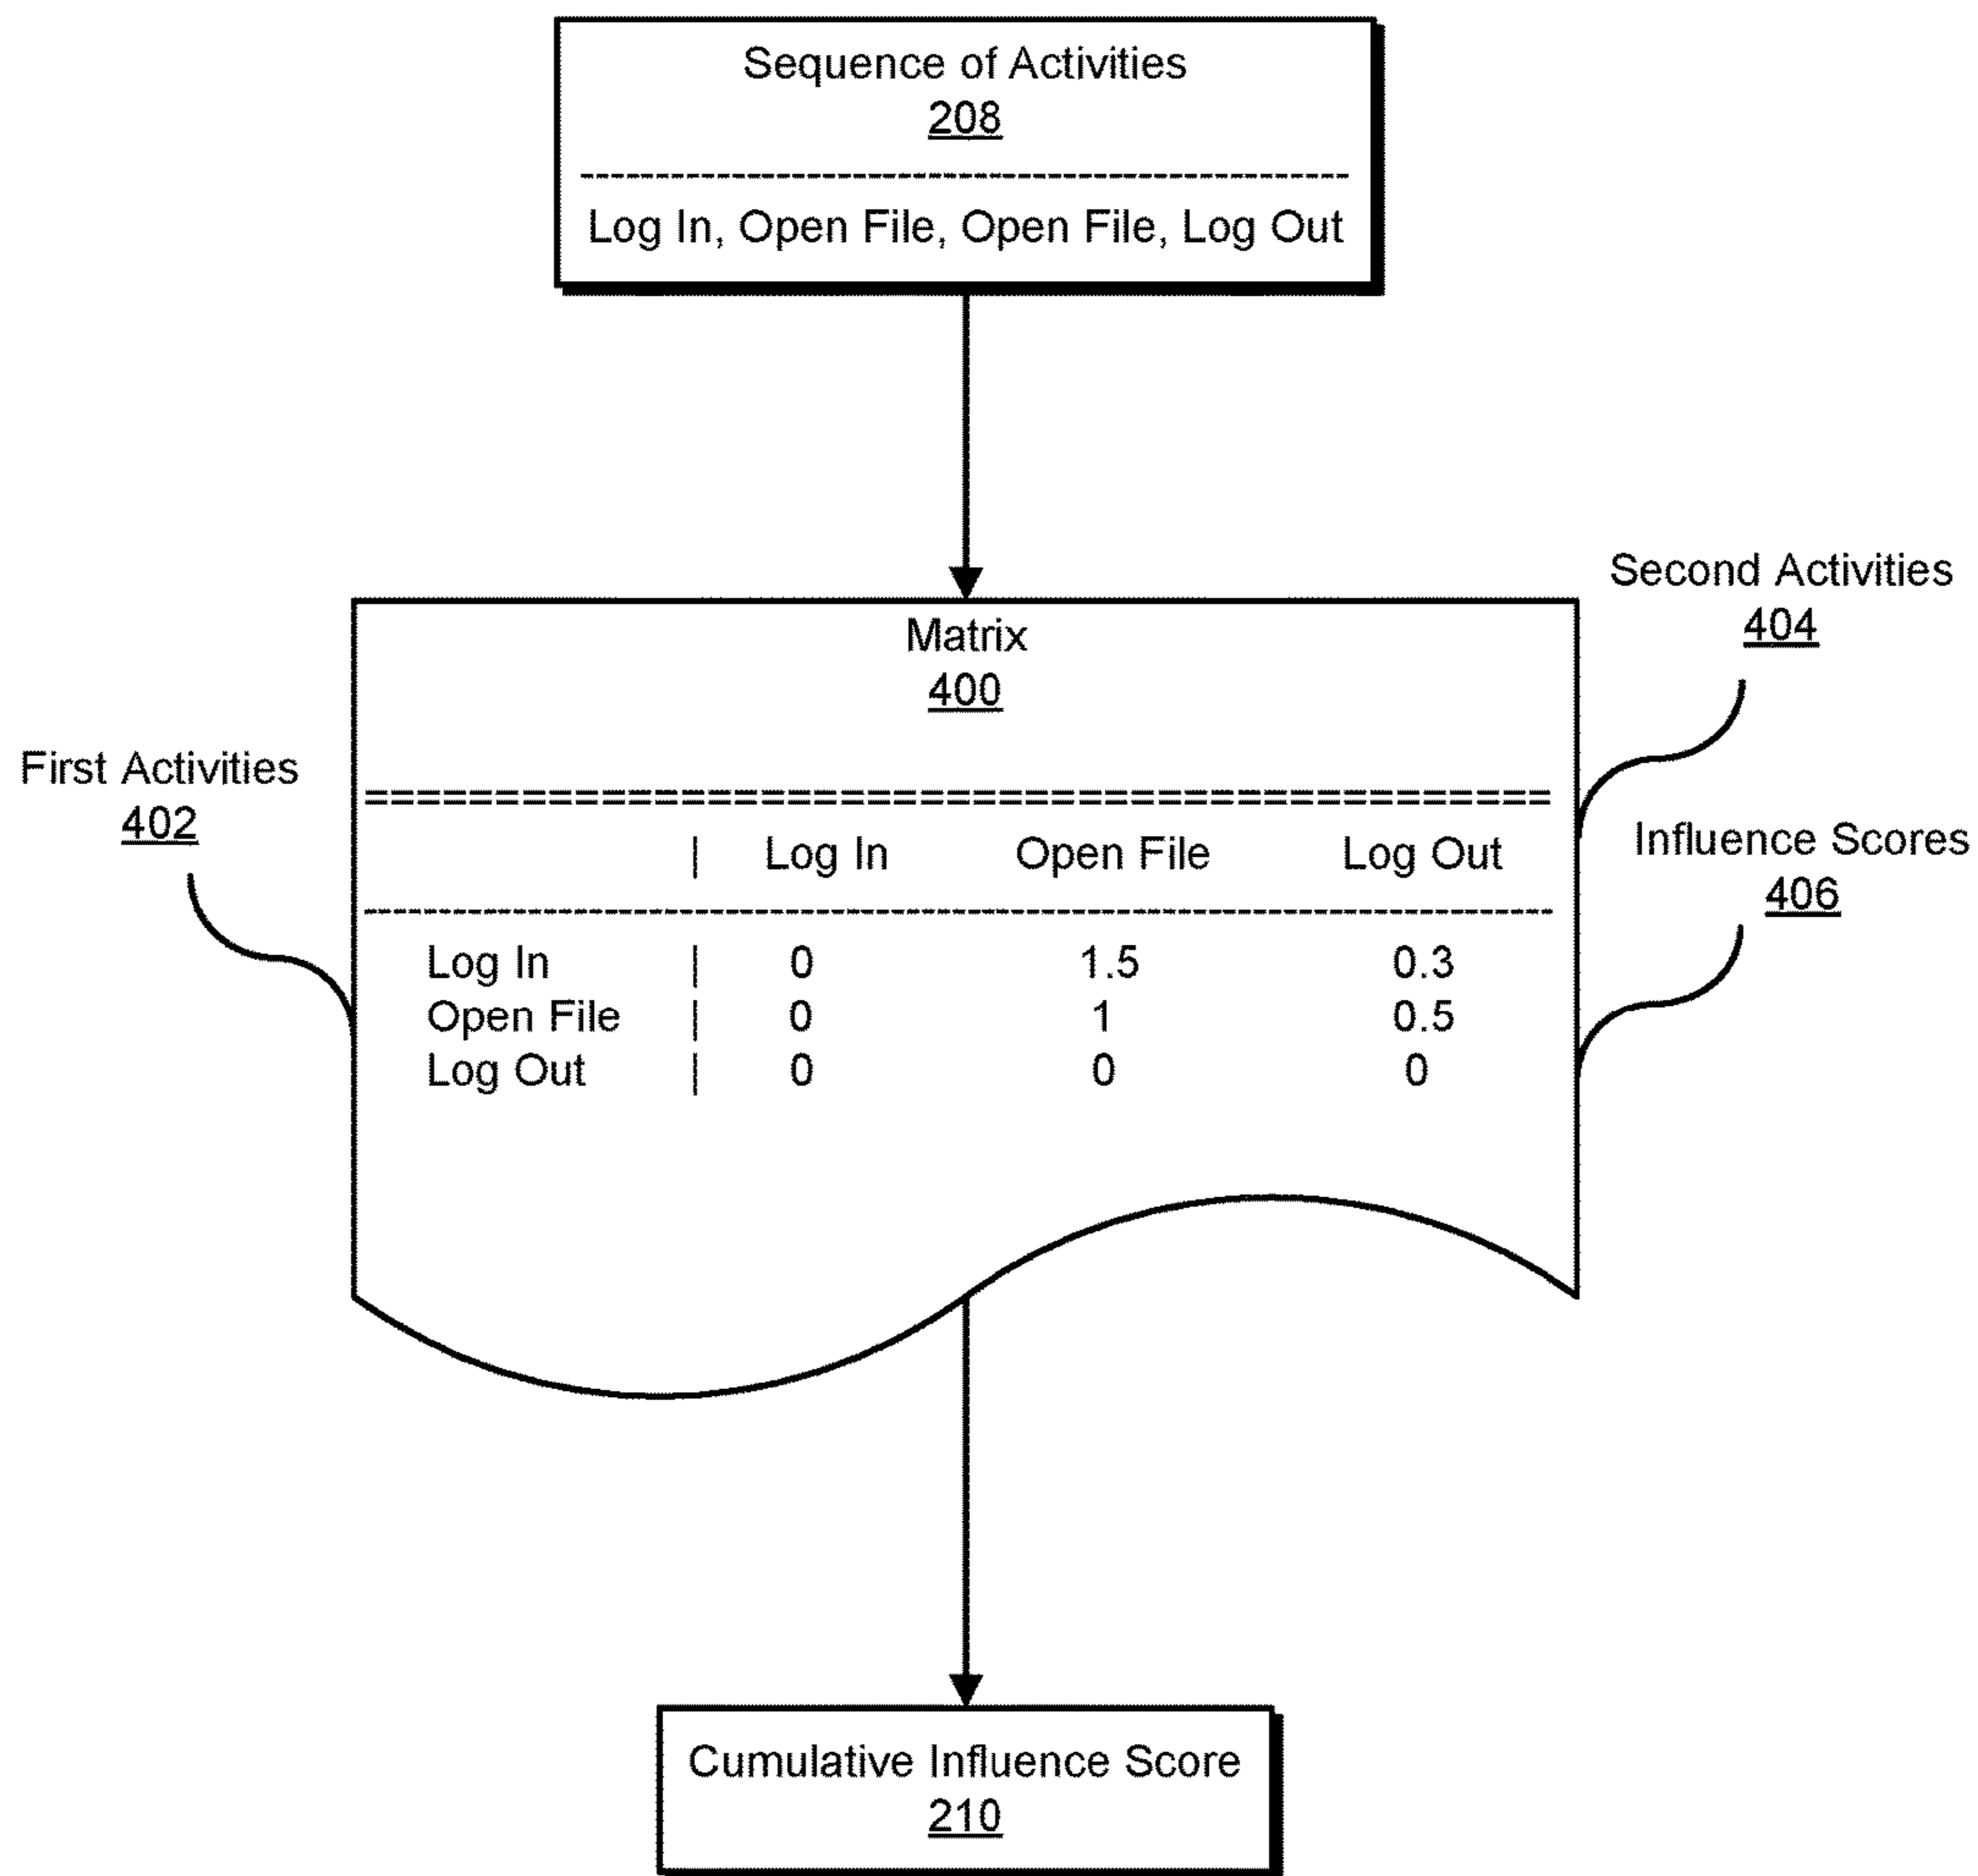 Sequence of Activities
208
Log In, Open File, Open File, Log Out
Second Activities
404
Matrix
400
First Activities
402
Influence Scores
406
| Log In Open File Log Out
Log In | 0 1.5 0.3
Open File | 0 1 0.5
Log Out | 0 0 0
Cumulative Influence Score
210